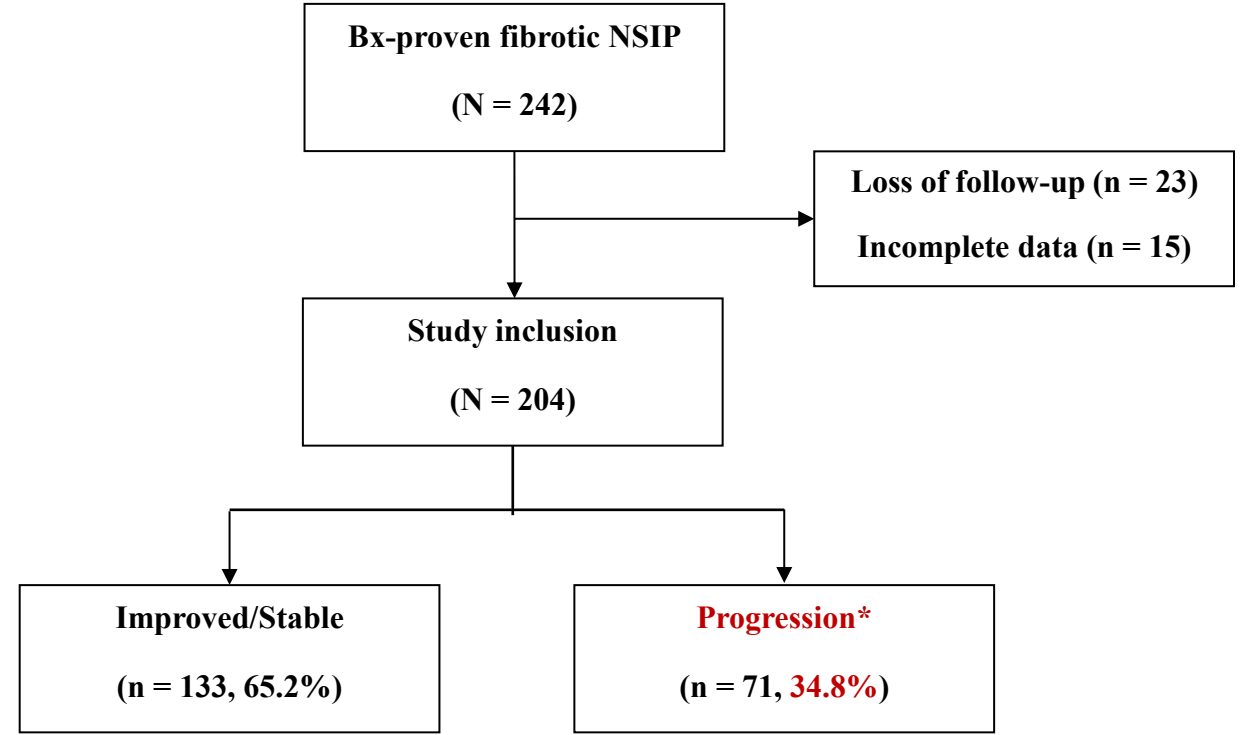 Bx-proven fibrotic NSIP
(N = 242)
Loss of follow-up (n = 23)
Incomplete data (n = 15)
Study inclusion
(N = 204)
Improved/Stable
(n = 133, 65.2%)
Progression*
(n = 71, 34.8%)